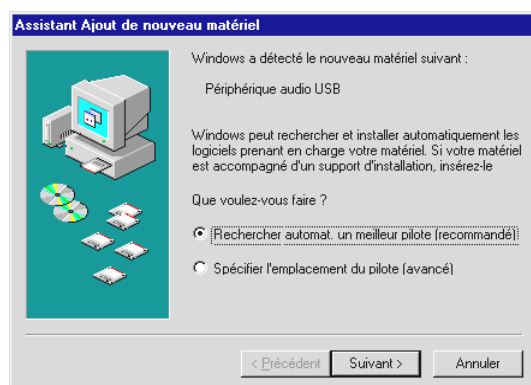 Assistant Ajout de nouveau matériel
Windows a détecté le nouveau matériel suivant :
Périphérique audio USB
Windows peut rechercher et installer automatiquement les
logiciels prenant en charge votre matériel. Si votre matériel
est accompagné d'un support d'installation, insérez-le
Que voulez-vous faire ?
Rechercher automat. un meilleur pilote (recommandé)
Spécifier l'emplacement du pilote (avancé)
< Précédent
Suivant >
Annuler